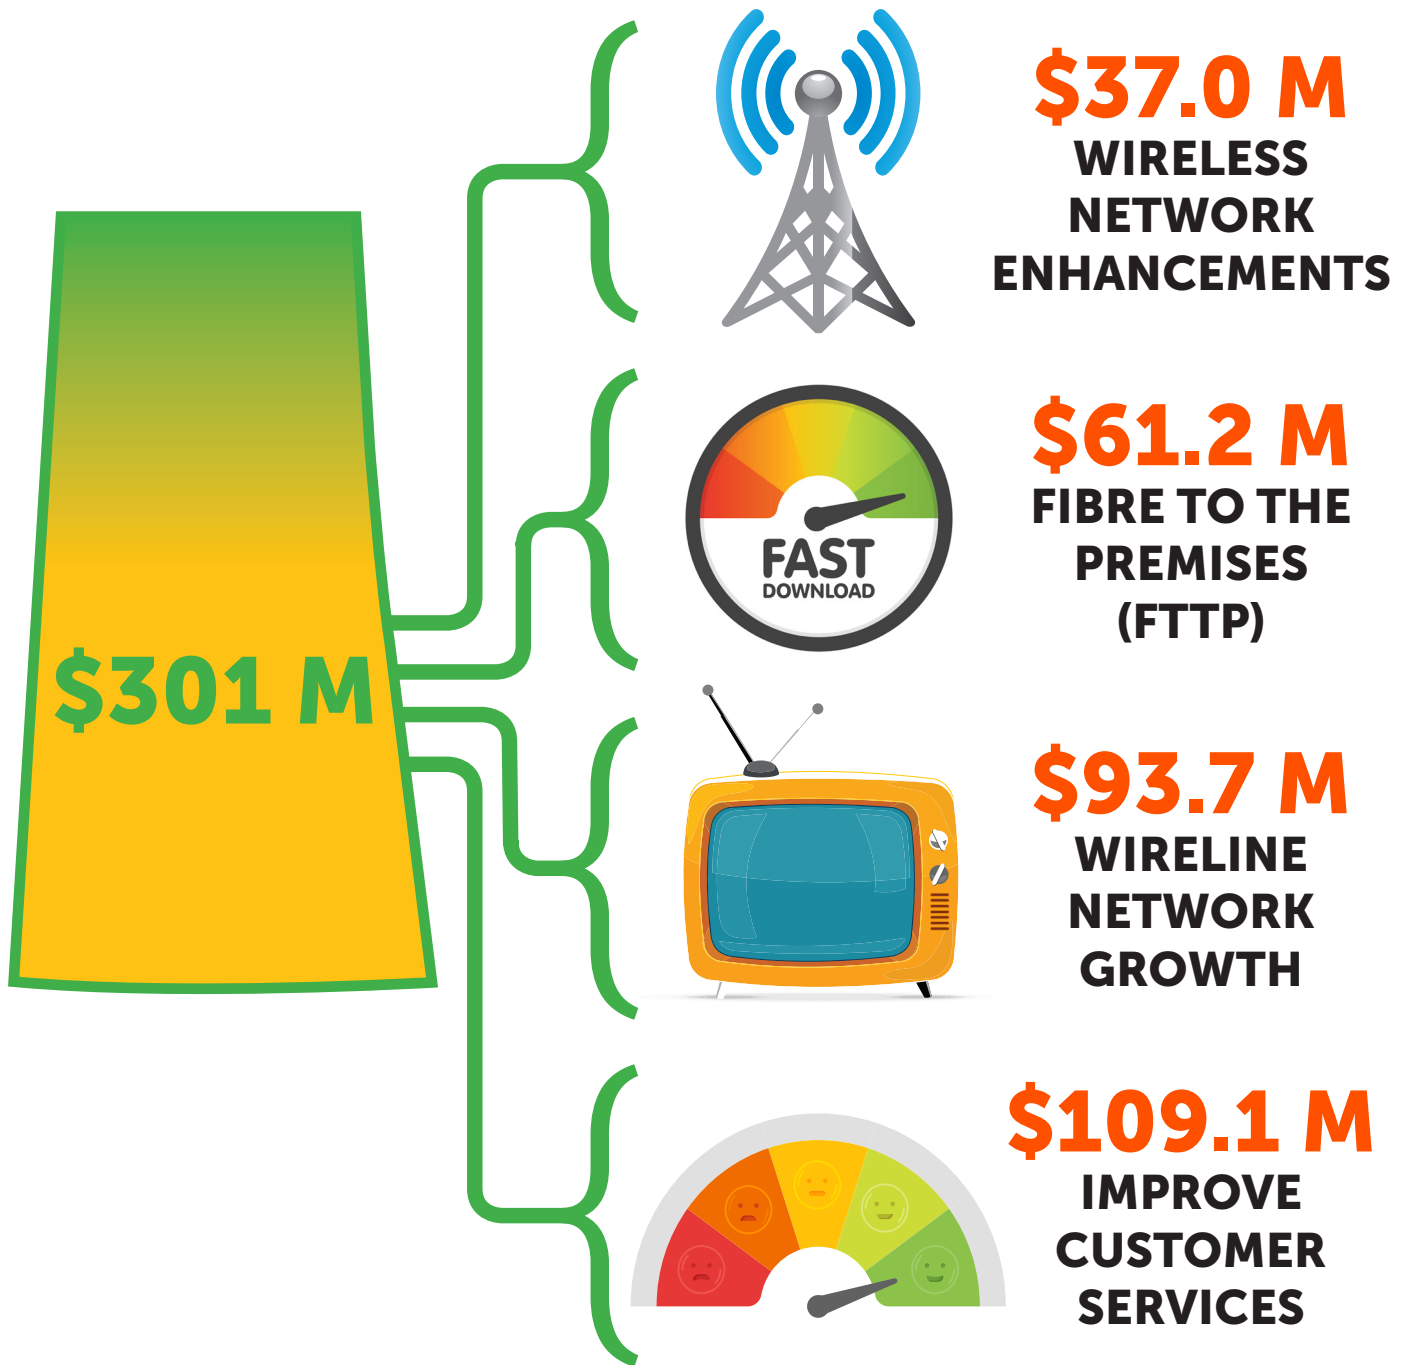 $301 M
$37.0 M
WIRELESS
NETWORK
ENHANCEMENTS
FAST
DOWNLOAD
$61.2 M
FIBRE TO THE
PREMISES
(FTTP)
$93.7 M
WIRELINE
NETWORK
GROWTH
$109.1 M
IMPROVE
CUSTOMER
SERVICES